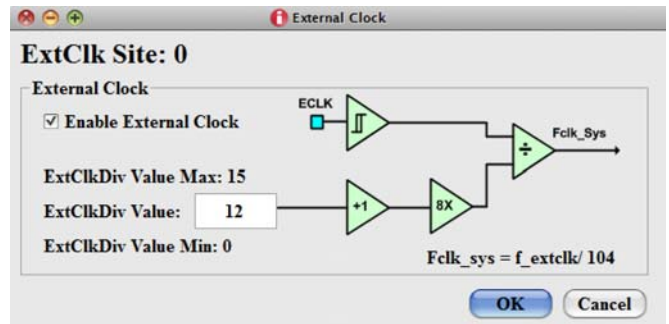 External Clock
ExtClk Site: 0
External Clock
Enable External Clock
ECLK
Fclk_Sys
÷
ExtClkDiv Value Max: 15
ExtClkDiv Value: 12
+1
8X
ExtClkDiv Value Min: 0
Fclk_sys = f_extclk/ 104
OK
Cancel